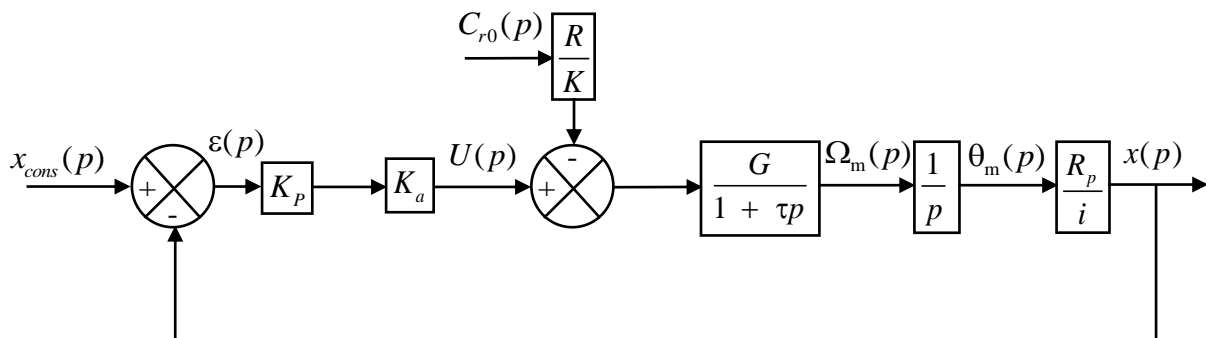 C_{r0}(p)
R
K
x_{cons}(p)
+
-
ε(p)
K_P
K_a
U(p)
-
+
G
1 + τp
Ω_m(p)
1
p
θ_m(p)
R_p
i
x(p)